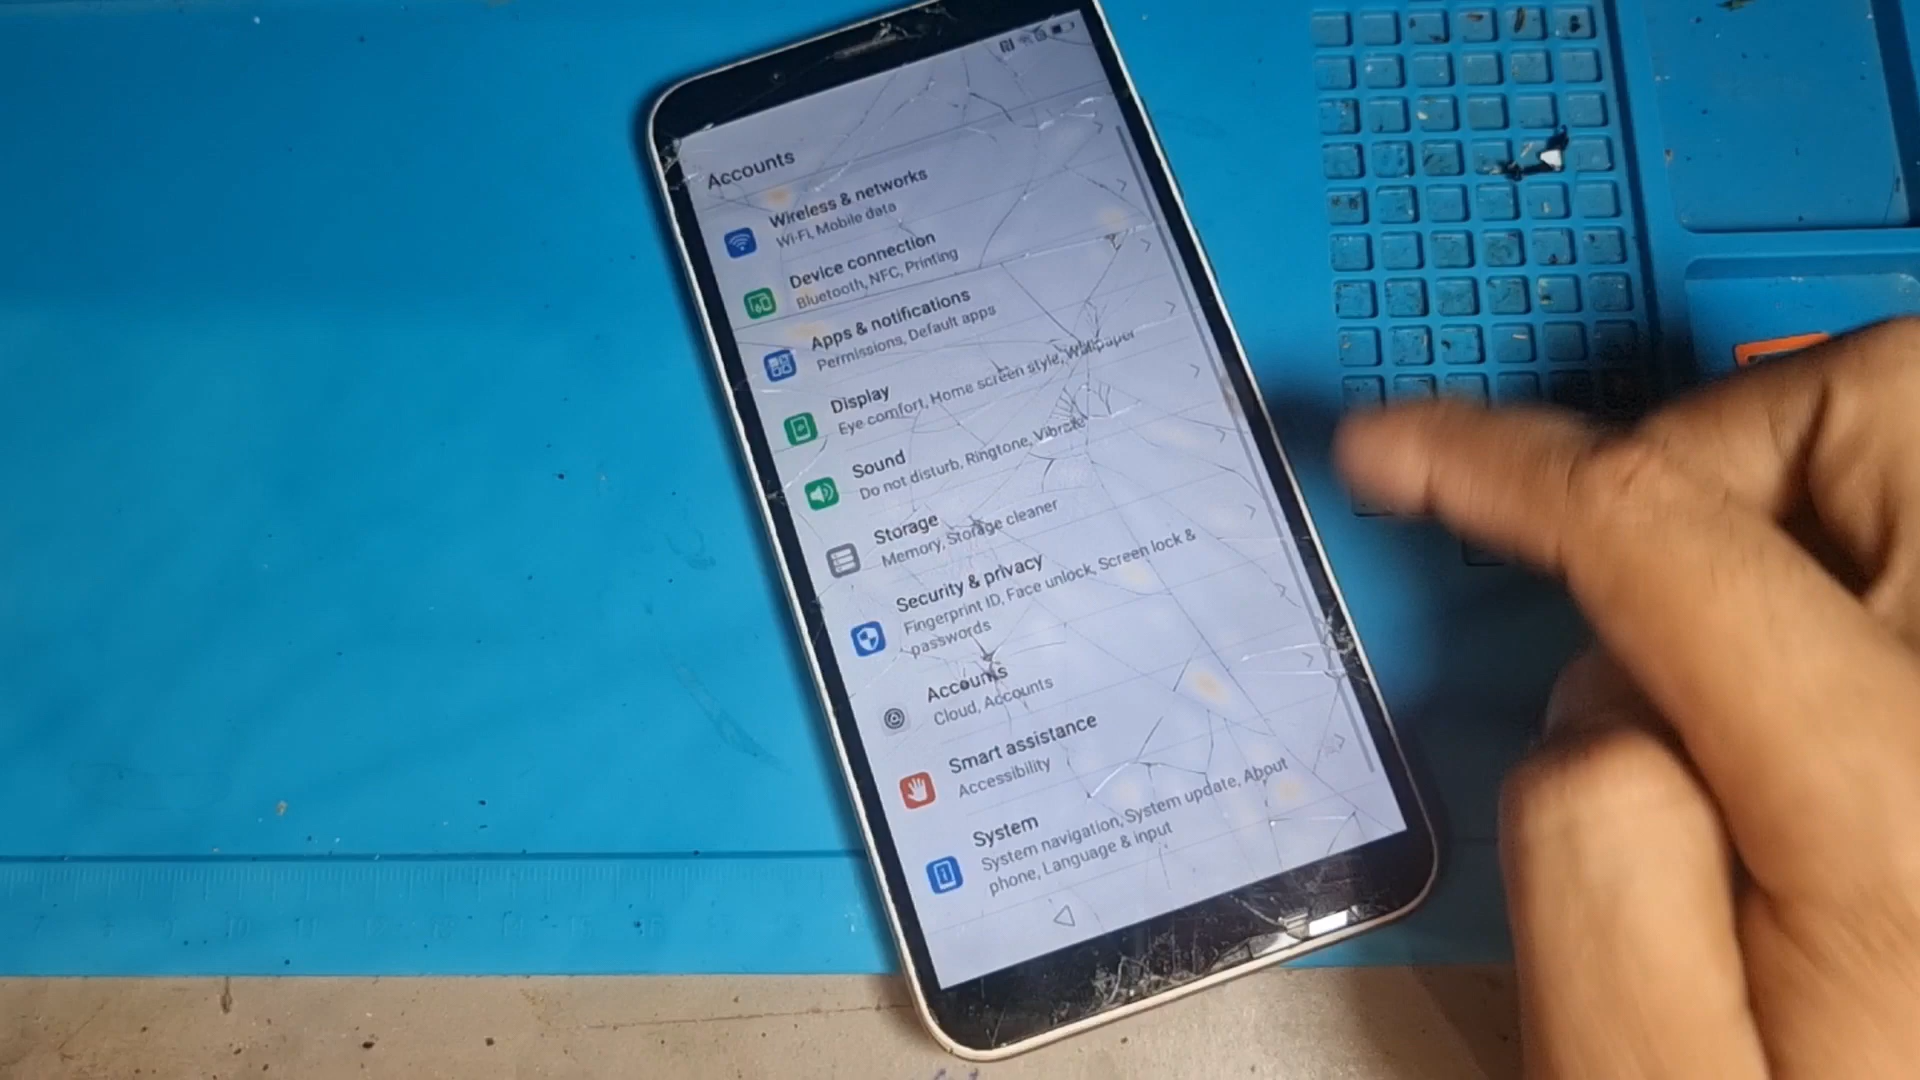 Accounts
Wireless & networks
Wi-Fi, Mobile data
Device connection
Bluetooth, NFC, Printing
Apps & notifications
Permissions, Default apps
Display
Eye comfort, Home screen style, Wallpaper
Sound
Do not disturb, Ringtone, Vibrate
Storage
Memory, Storage cleaner
Security & privacy
Fingerprint ID, Face unlock, Screen lock &
passwords
Accounts
Cloud, Accounts
Smart assistance
Accessibility
System
System navigation, System update, About
phone, Language & input